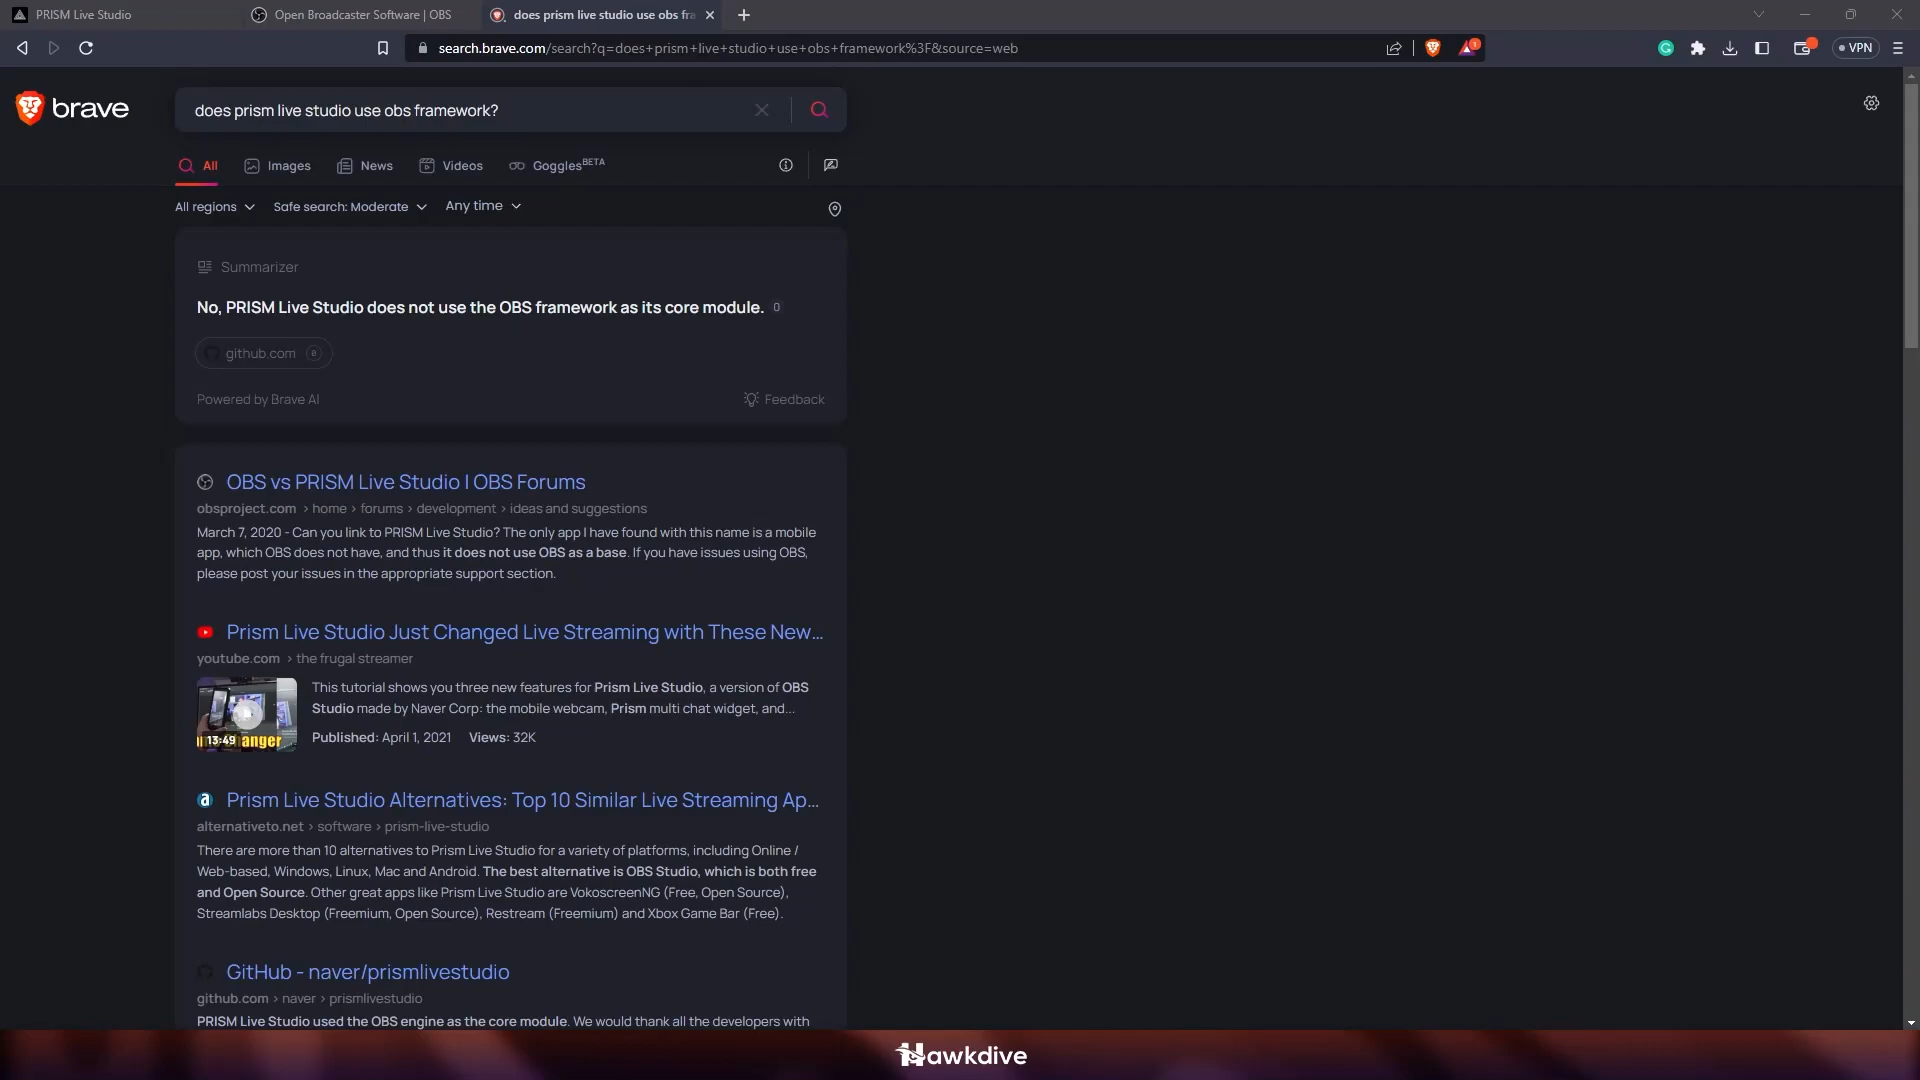 PRISM Live Studio
Open Broadcaster Software | OBS
does prism live studio use obs fra
search.brave.com/search?q=does+prism+live+studio+use+obs+framework%3F&source=web
1
VPN
brave
does prism live studio use obs framework?
All
Images
News
Videos
Goggles BETA
All regions
Safe search: Moderate
Any time
Summarizer
No, PRISM Live Studio does not use the OBS framework as its core module. 0
github.com 0
Powered by Brave AI
Feedback
OBS vs PRISM Live Studio | OBS Forums
obsproject.com › home › forums › development › ideas and suggestions
March 7, 2020 - Can you link to PRISM Live Studio? The only app I have found with this name is a mobile
app, which OBS does not have, and thus it does not use OBS as a base. If you have issues using OBS,
please post your issues in the appropriate support section.
Prism Live Studio Just Changed Live Streaming with These New...
youtube.com › the frugal streamer
13:49
anger
This tutorial shows you three new features for Prism Live Studio, a version of OBS
Studio made by Naver Corp: the mobile webcam, Prism multi chat widget, and...
Published: April 1, 2021 Views: 32K
Prism Live Studio Alternatives: Top 10 Similar Live Streaming Ap...
alternativeto.net › software › prism-live-studio
There are more than 10 alternatives to Prism Live Studio for a variety of platforms, including Online /
Web-based, Windows, Linux, Mac and Android. The best alternative is OBS Studio, which is both free
and Open Source. Other great apps like Prism Live Studio are VokoscreenNG (Free, Open Source),
Streamlabs Desktop (Freemium, Open Source), Restream (Freemium) and Xbox Game Bar (Free).
GitHub - naver/prismlivestudio
github.com › naver › prismlivestudio
PRISM Live Studio used the OBS engine as the core module. We would thank all the developers with
Hawkdive